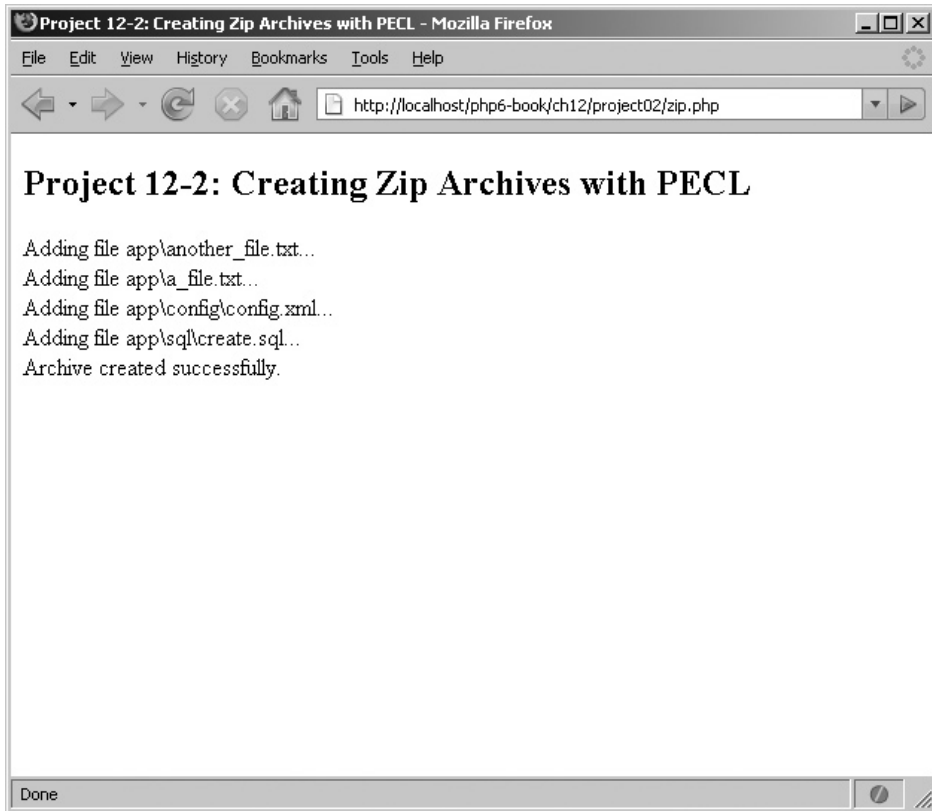 Project 12-2: Creating Zip Archives with PECL - Mozilla Firefox
File Edit View History Bookmarks Tools Help
http://localhost/php6-book/ch12/project02/zip.php
Project 12-2: Creating Zip Archives with PECL
Adding file app\another_file.txt...
Adding file app\a_file.txt...
Adding file app\config\config.xml...
Adding file app\sql\create.sql...
Archive created successfully.
Done